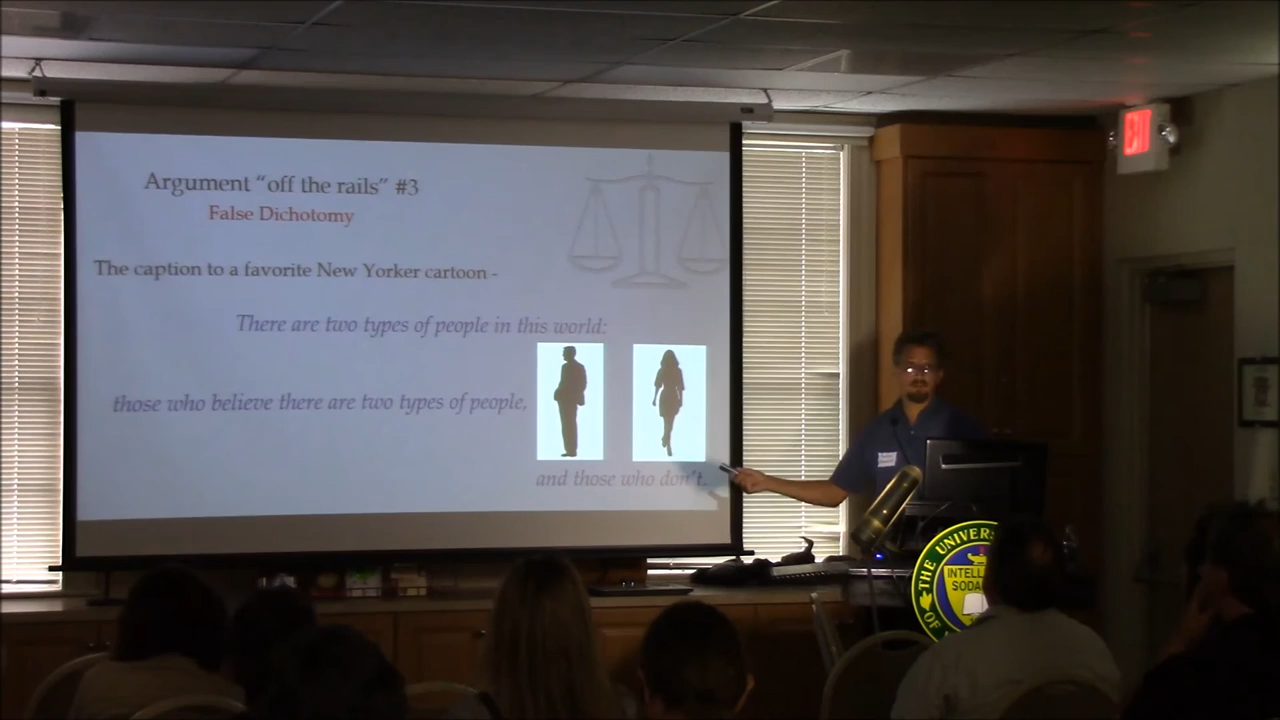 Argument “off the rails” #3
False Dichotomy
The caption to a favorite New Yorker cartoon -
There are two types of people in this world:
those who believe there are two types of people,
and those who don't.
THE UNIVERS
INTELL
SODA
OF